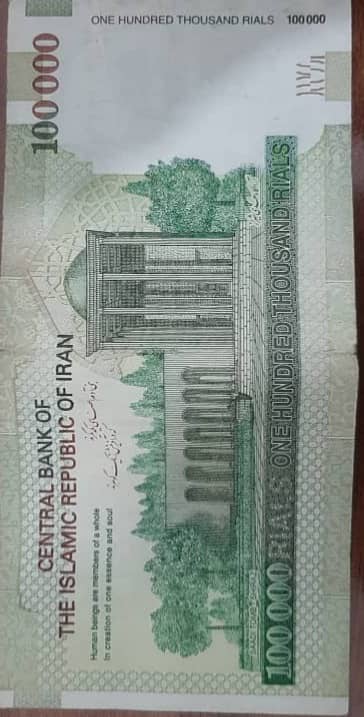 CENTRAL BANK OF
THE ISLAMIC REPUBLIC OF IRAN
100 000
Human beings are members of a whole
In creation of one essence and soul
بنی آدم اعضای یکدیگرند
که در آفرینش ز یک گوهرند
SAADI TOMB - SHIRAZ
آرامگاه سعدی - شیراز
100 000 RIALS ONE HUNDRED THOUSAND RIALS
ONE HUNDRED THOUSAND RIALS 100 000